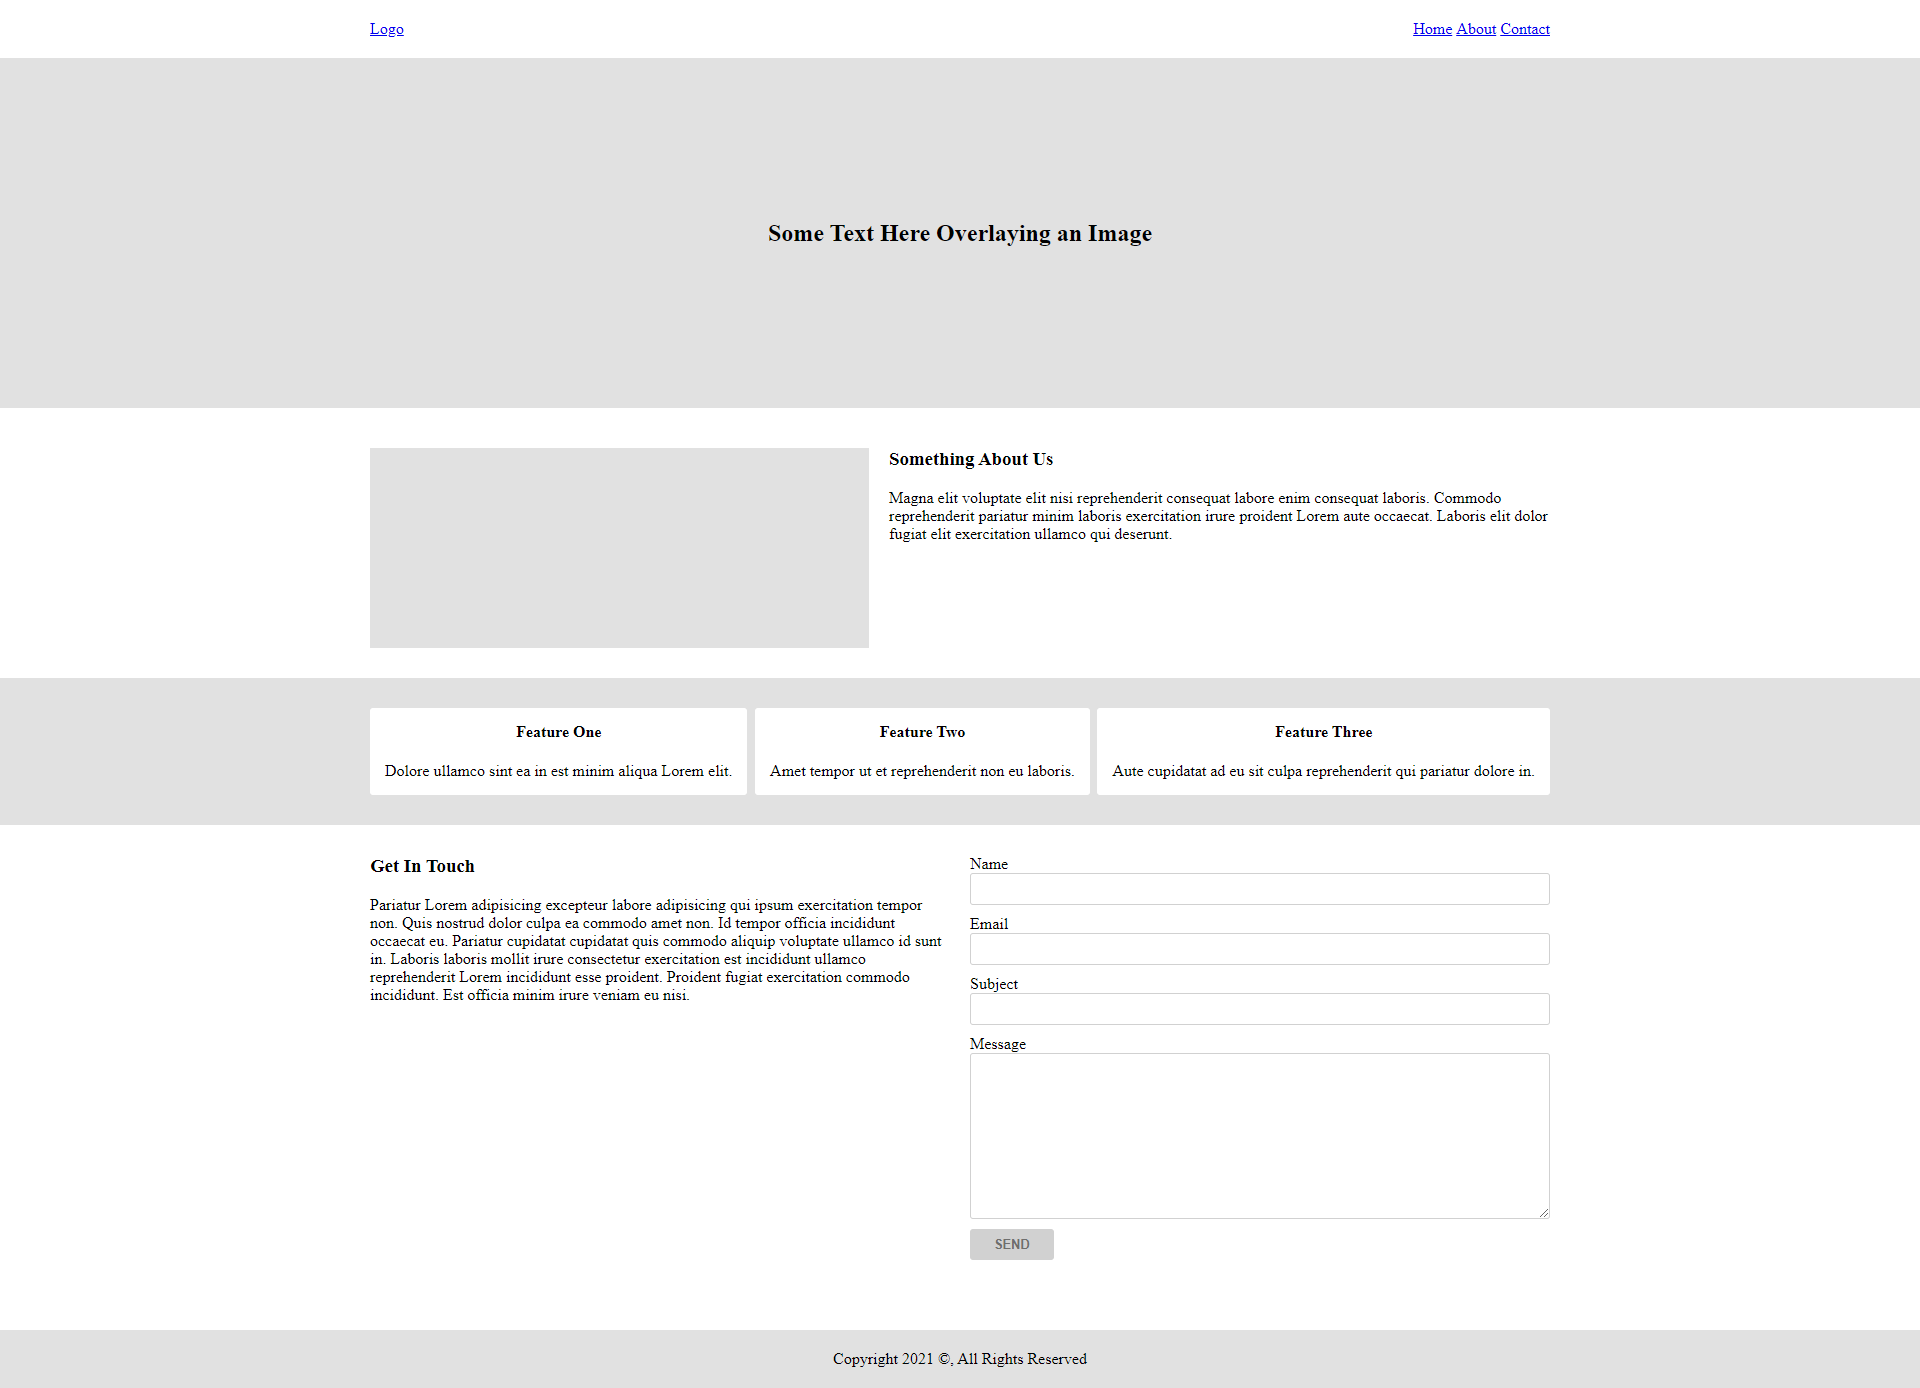 Logo
Home About Contact
Some Text Here Overlaying an Image
Something About Us
Magna elit voluptate elit nisi reprehenderit consequat labore enim consequat laboris. Commodo
reprehenderit pariatur minim laboris exercitation irure proident Lorem aute occaecat. Laboris elit dolor
fugiat elit exercitation ullamco qui deserunt.
Feature One
Dolore ullamco sint ea in est minim aliqua Lorem elit.
Feature Two
Amet tempor ut et reprehenderit non eu laboris.
Feature Three
Aute cupidatat ad eu sit culpa reprehenderit qui pariatur dolore in.
Get In Touch
Pariatur Lorem adipisicing excepteur labore adipisicing qui ipsum exercitation tempor
non. Quis nostrud dolor culpa ea commodo amet non. Id tempor officia incididunt
occaecat eu. Pariatur cupidatat cupidatat quis commodo aliquip voluptate ullamco id sunt
in. Laboris laboris mollit irure consectetur exercitation est incididunt ullamco
reprehenderit Lorem incididunt esse proident. Proident fugiat exercitation commodo
incididunt. Est officia minim irure veniam eu nisi.
Name
Email
Subject
Message
SEND
Copyright 2021 ©, All Rights Reserved